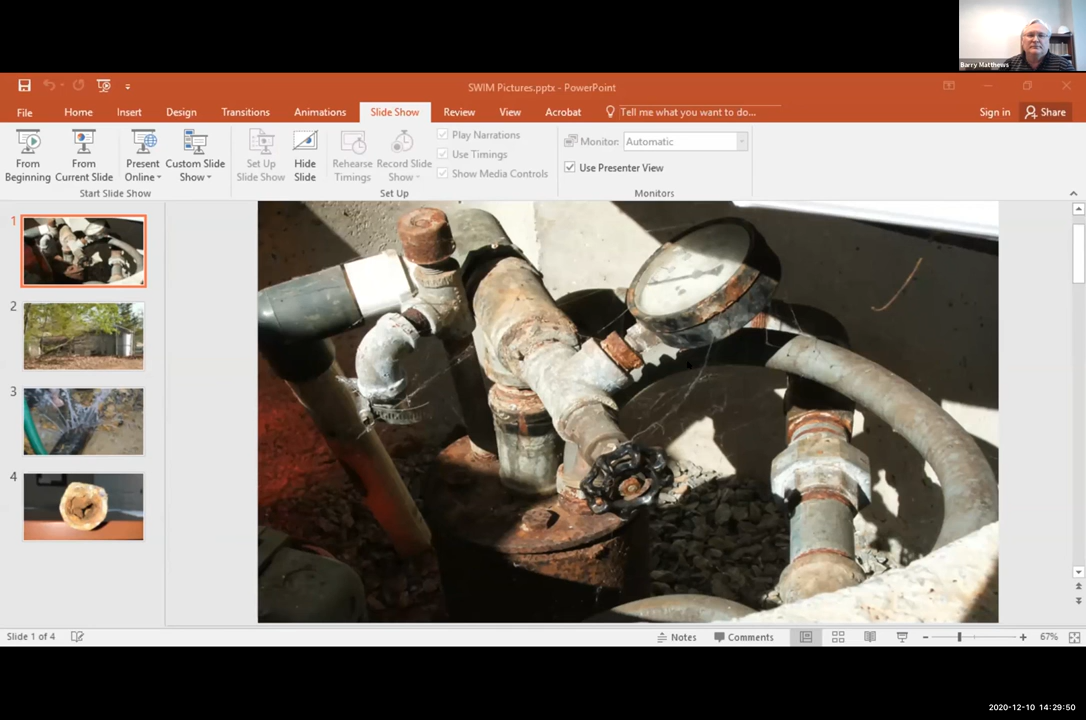 Barry Matthews
SWIM Pictures.pptx - PowerPoint
File Home Insert Design Transitions Animations Slide Show Review View Acrobat Tell me what you want to do... Sign in Share
From Beginning
From Current Slide
Present Online
Custom Slide Show
Start Slide Show
Set Up Slide Show
Hide Slide
Rehearse Timings
Record Slide Show
Play Narrations
Use Timings
Show Media Controls
Set Up
Monitor: Automatic
Use Presenter View
Monitors
1
2
3
4
Slide 1 of 4
Notes Comments 67%
2020-12-10 14:29:50